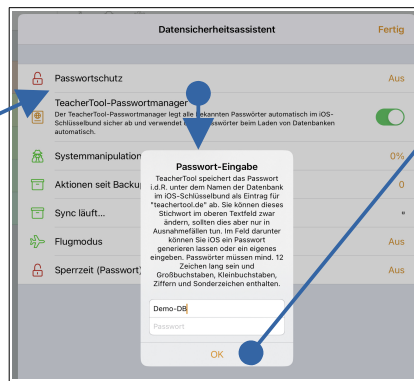 Datensicherheitsassistent
Fertig
Passwortschutz
Aus
TeacherTool-Passwortmanager
Der TeacherTool-Passwortmanager legt alle bekannten Passwörter automatisch im iOS-
Schlüsselbund sicher ab und verwendet Passwörter beim Laden von Datenbanken
automatisch.
Systemmanipulation
0%
Aktionen seit Backu
0
Sync läuft...
Flugmodus
Aus
Sperrzeit (Passwort)
Aus
Passwort-Eingabe
TeacherTool speichert das Passwort
i.d.R. unter dem Namen der Datenbank
im iOS-Schlüsselbund als Eintrag für
"teachertool.de" ab. Sie können dieses
Stichwort im oberen Textfeld zwar
ändern, sollten dies aber nur in
Ausnahmefällen tun. Im Feld darunter
können Sie iOS ein Passwort
generieren lassen oder ein eigenes
eingeben. Passwörter müssen mind. 12
Zeichen lang sein und
Großbuchstaben, Kleinbuchstaben,
Ziffern und Sonderzeichen enthalten.
Demo-DB
Passwort
OK